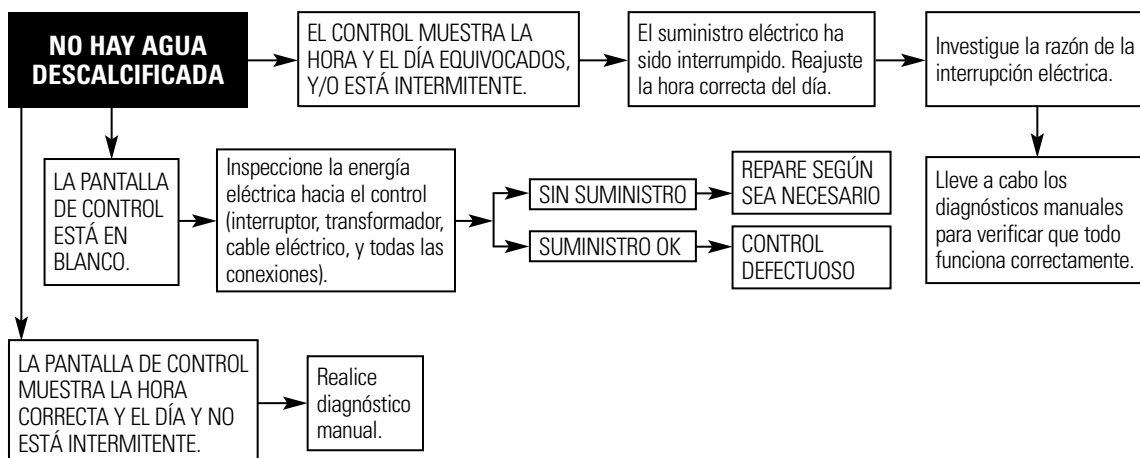 NO HAY AGUA
DESCALCIFICADA
EL CONTROL MUESTRA LA
HORA Y EL DÍA EQUIVOCADOS,
Y/O ESTÁ INTERMITENTE.
El suministro eléctrico ha
sido interrumpido. Reajuste
la hora correcta del día.
Investigue la razón de la
interrupción eléctrica.
Lleve a cabo los
diagnósticos manuales
para verificar que todo
funciona correctamente.
LA PANTALLA
DE CONTROL
ESTÁ EN
BLANCO.
Inspeccione la energía
eléctrica hacia el control
(interruptor, transformador,
cable eléctrico, y todas las
conexiones).
SIN SUMINISTRO
REPARE SEGÚN
SEA NECESARIO
SUMINISTRO OK
CONTROL
DEFECTUOSO
LA PANTALLA DE CONTROL
MUESTRA LA HORA
CORRECTA Y EL DÍA Y NO
ESTÁ INTERMITENTE.
Realice
diagnóstico
manual.